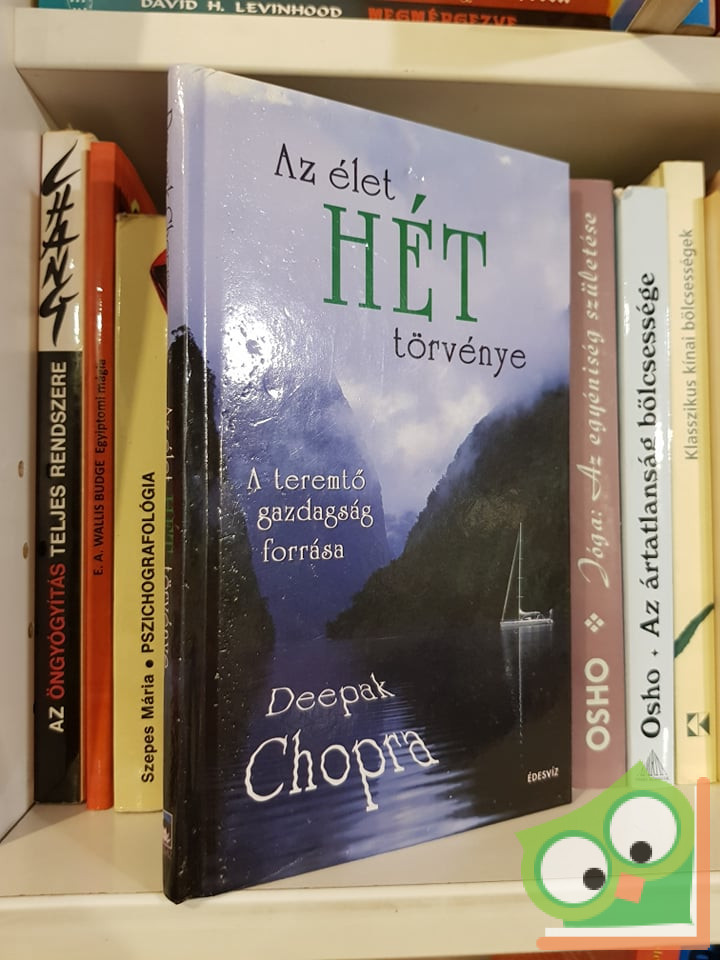 DAVID H. LEVINHOOD MEGMÉRGEZVE
CHANG
AZ ÖNGYÓGYÍTÁS TELJES RENDSZERE
E. A. WALLIS BUDGE Egyiptomi mágia
Szepes Mária • PSZICHOGRAFOLÓGIA
Az élet
HÉT
törvénye
A teremtő
gazdagság
forrása
Deepak
Chopra
ÉDESVÍZ
OSHO ❖ Jóga: Az egyéniség születése
Osho • Az ártatlanság bölcsessége
Klasszikus kínai bölcsességek